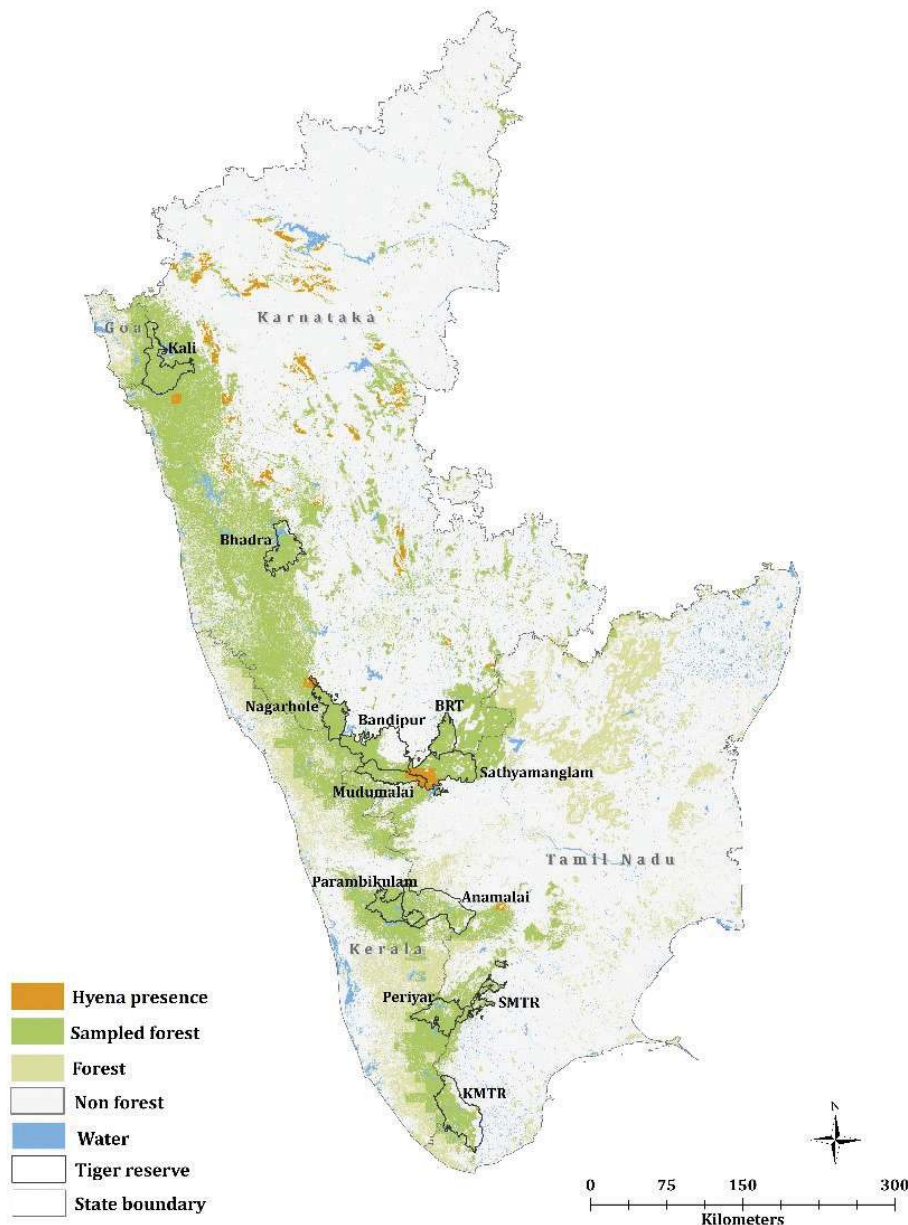 Karnataka
Goa
Kali
Bhadra
Nagarhole
Bandipur
BRT
Sathyamanglam
Mudumalai
Tamil Nadu
Parambikulam
Anamalai
Kerala
Periyar
SMTR
KMTR
Hyena presence
Sampled forest
Forest
Non forest
Water
Tiger reserve
State boundary
N
0 75 150 300
Kilometers